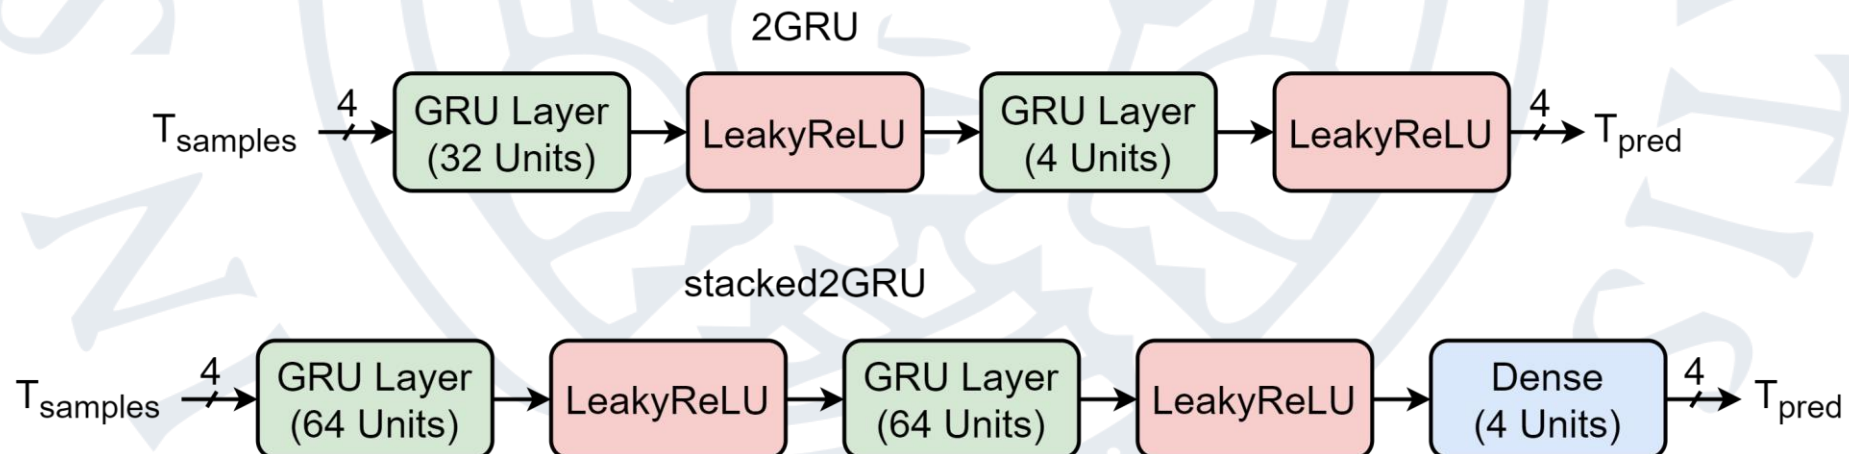 2GRU
T_samples
4
GRU Layer
(32 Units)
LeakyReLU
GRU Layer
(4 Units)
LeakyReLU
4
T_pred
stacked2GRU
T_samples
4
GRU Layer
(64 Units)
LeakyReLU
GRU Layer
(64 Units)
LeakyReLU
Dense
(4 Units)
4
T_pred